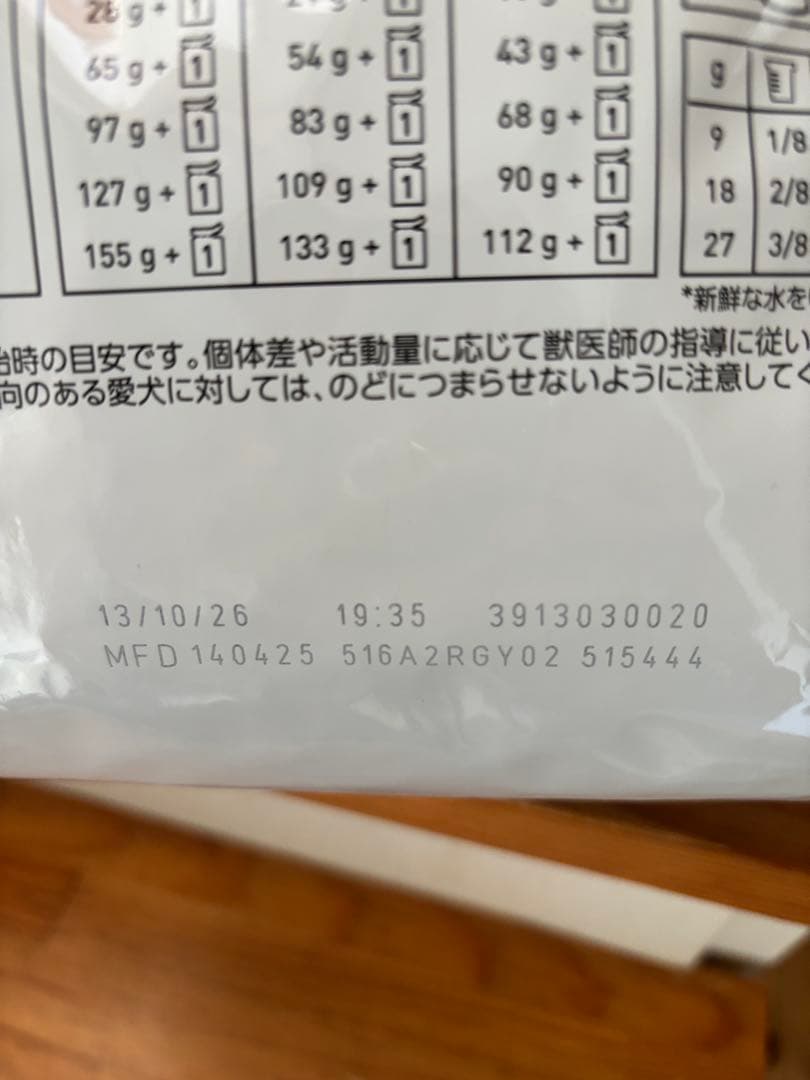 28 g +
65 g + 1 54 g + 1 43 g + 1 g
97 g + 1 83 g + 1 68 g + 1 9 1/8
127 g + 1 109 g + 1 90 g + 1 18 2/8
155 g + 1 133 g + 1 112 g + 1 27 3/8
*新鮮な水を
時の目安です。個体差や活動量に応じて獣医師の指導に従い
向のある愛犬に対しては、のどにつまらせないように注意して
13/10/26 19:35 3913030020
MFD 140425 516A2RGY02 515444